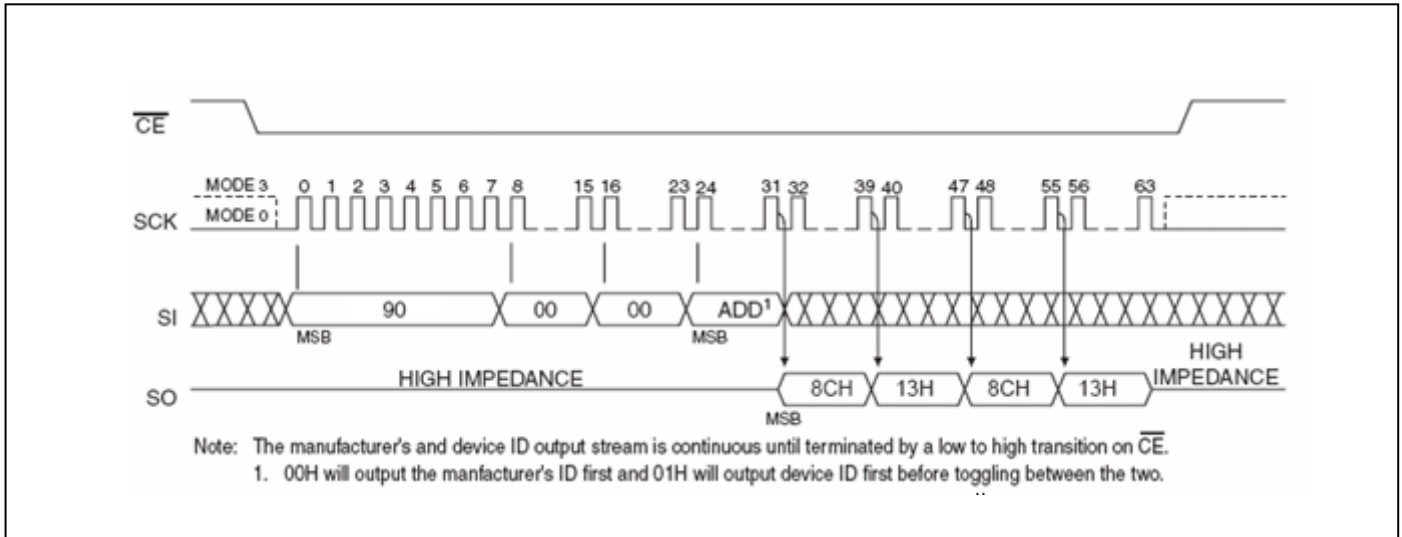 CE
MODE 3 0 1 2 3 4 5 6 7 8 15 16 23 24 31 32 39 40 47 48 55 56 63
SCK MODE 0
SI 90 00 00 ADD1
MSB MSB
HIGH
HIGH IMPEDANCE IMPEDANCE
SO 8CH 13H 8CH 13H
MSB
Note: The manufacturer's and device ID output stream is continuous until terminated by a low to high transition on CE.
1. 00H will output the manfacturer's ID first and 01H will output device ID first before toggling between the two.